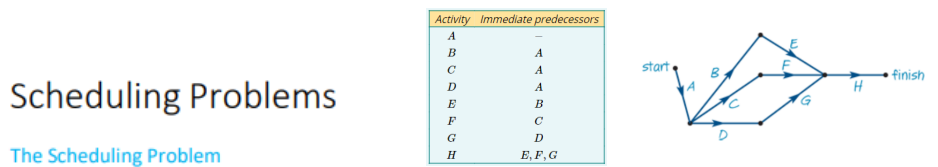 Scheduling Problems
The Scheduling Problem
Activity Immediate predecessors
A –
B A
C A
D A
E B
F C
G D
H E, F, G
start
A
B
C
D
E
F
G
H
finish